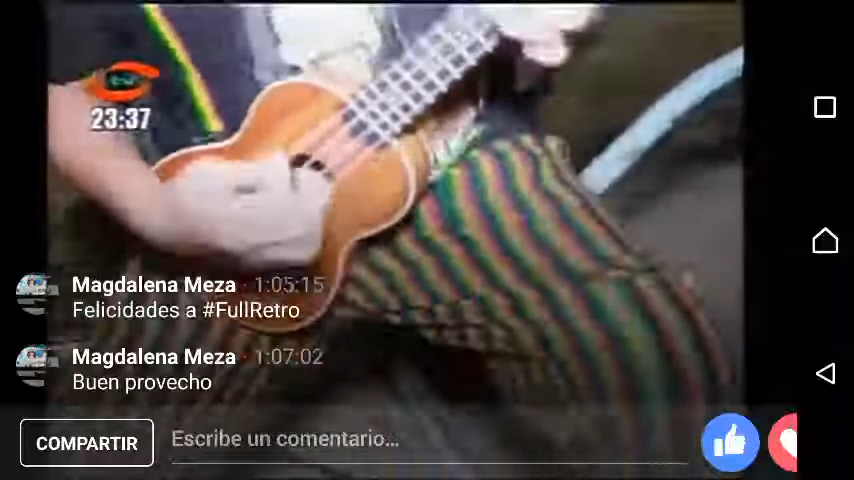 23:37
Magdalena Meza · 1:05:15
Felicidades a #FullRetro
Magdalena Meza · 1:07:02
Buen provecho
COMPARTIR
Escribe un comentario...